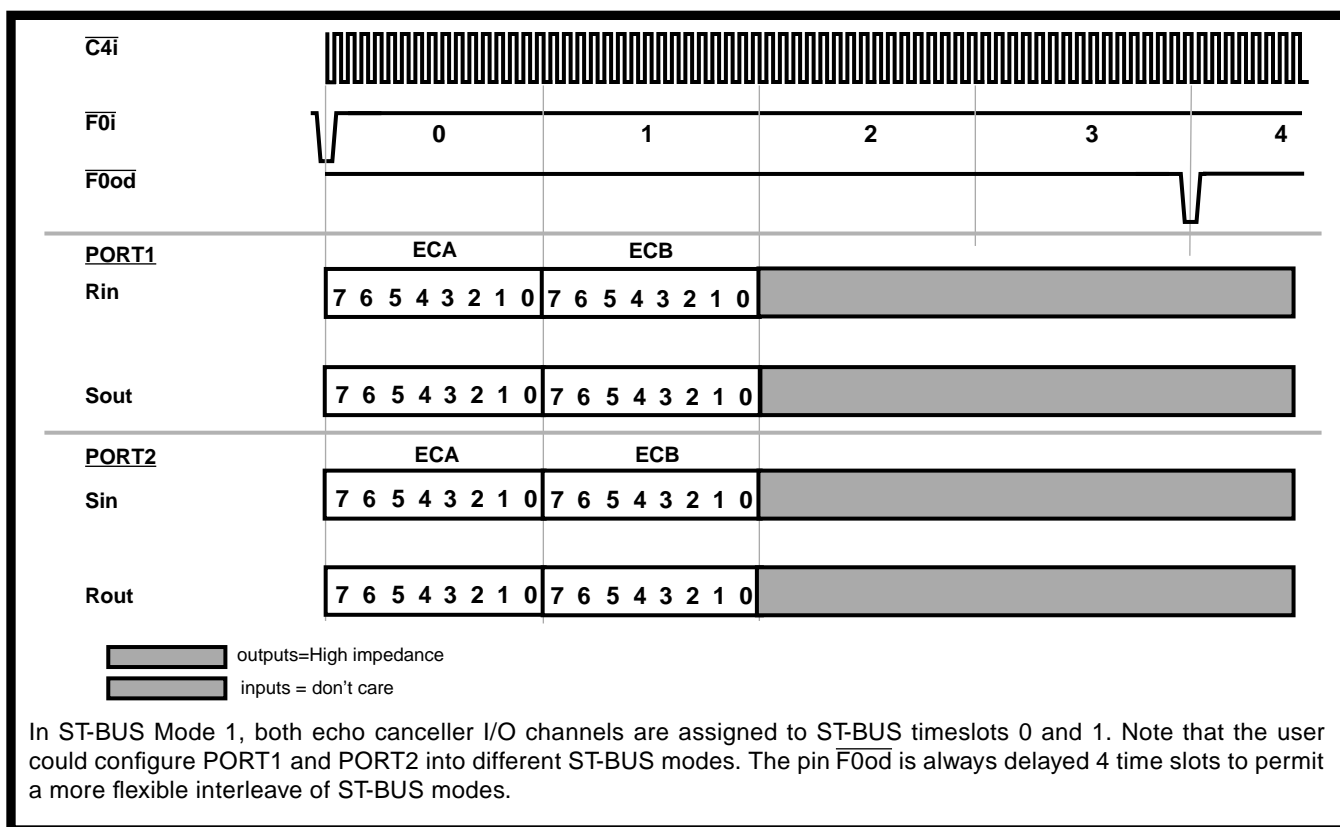 C4i
F0i
0 1 2 3 4
F0od
PORT1 ECA ECB
Rin 7 6 5 4 3 2 1 0 7 6 5 4 3 2 1 0
Sout 7 6 5 4 3 2 1 0 7 6 5 4 3 2 1 0
PORT2 ECA ECB
Sin 7 6 5 4 3 2 1 0 7 6 5 4 3 2 1 0
Rout 7 6 5 4 3 2 1 0 7 6 5 4 3 2 1 0
outputs=High impedance
inputs = don't care
In ST-BUS Mode 1, both echo canceller I/O channels are assigned to ST-BUS timeslots 0 and 1. Note that the user
could configure PORT1 and PORT2 into different ST-BUS modes. The pin F0od is always delayed 4 time slots to permit
a more flexible interleave of ST-BUS modes.